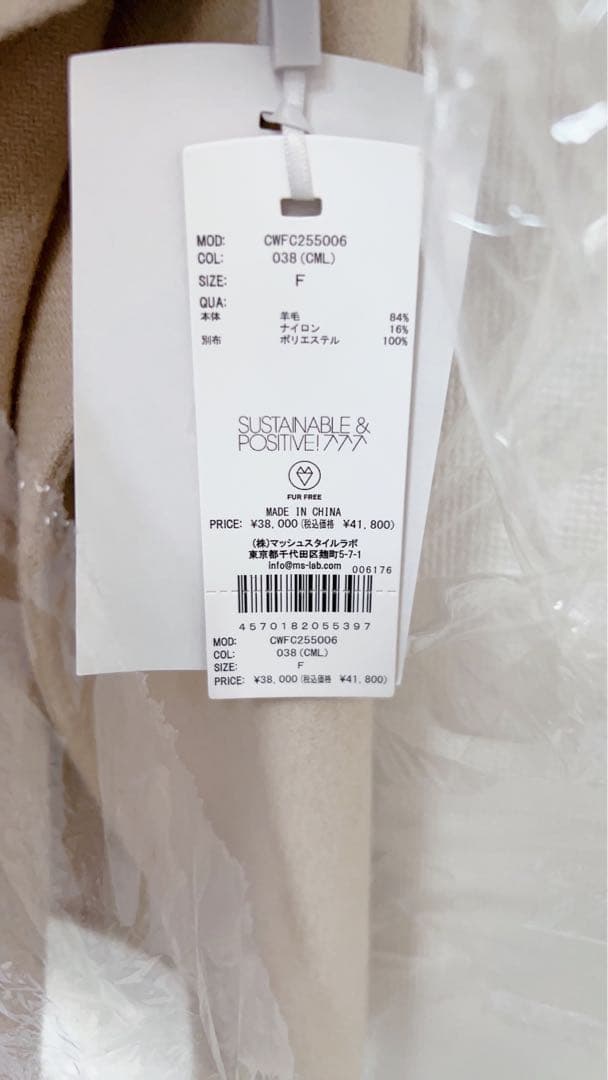 MOD: CWFC255006
COL: 038(CML)
SIZE: F
QUA:
本体 羊毛 84%
ナイロン 16%
別布 ポリエステル 100%
SUSTAINABLE &
POSITIVE!
FUR FREE
MADE IN CHINA
PRICE: ¥38,000(税込価格 ¥41,800)
(株)マッシュスタイルラボ
東京都千代田区麹町5-7-1
info@ms-lab.com
006176
4570182055397
MOD: CWFC255006
COL: 038(CML)
SIZE: F
PRICE: ¥38,000(税込価格 ¥41,800)